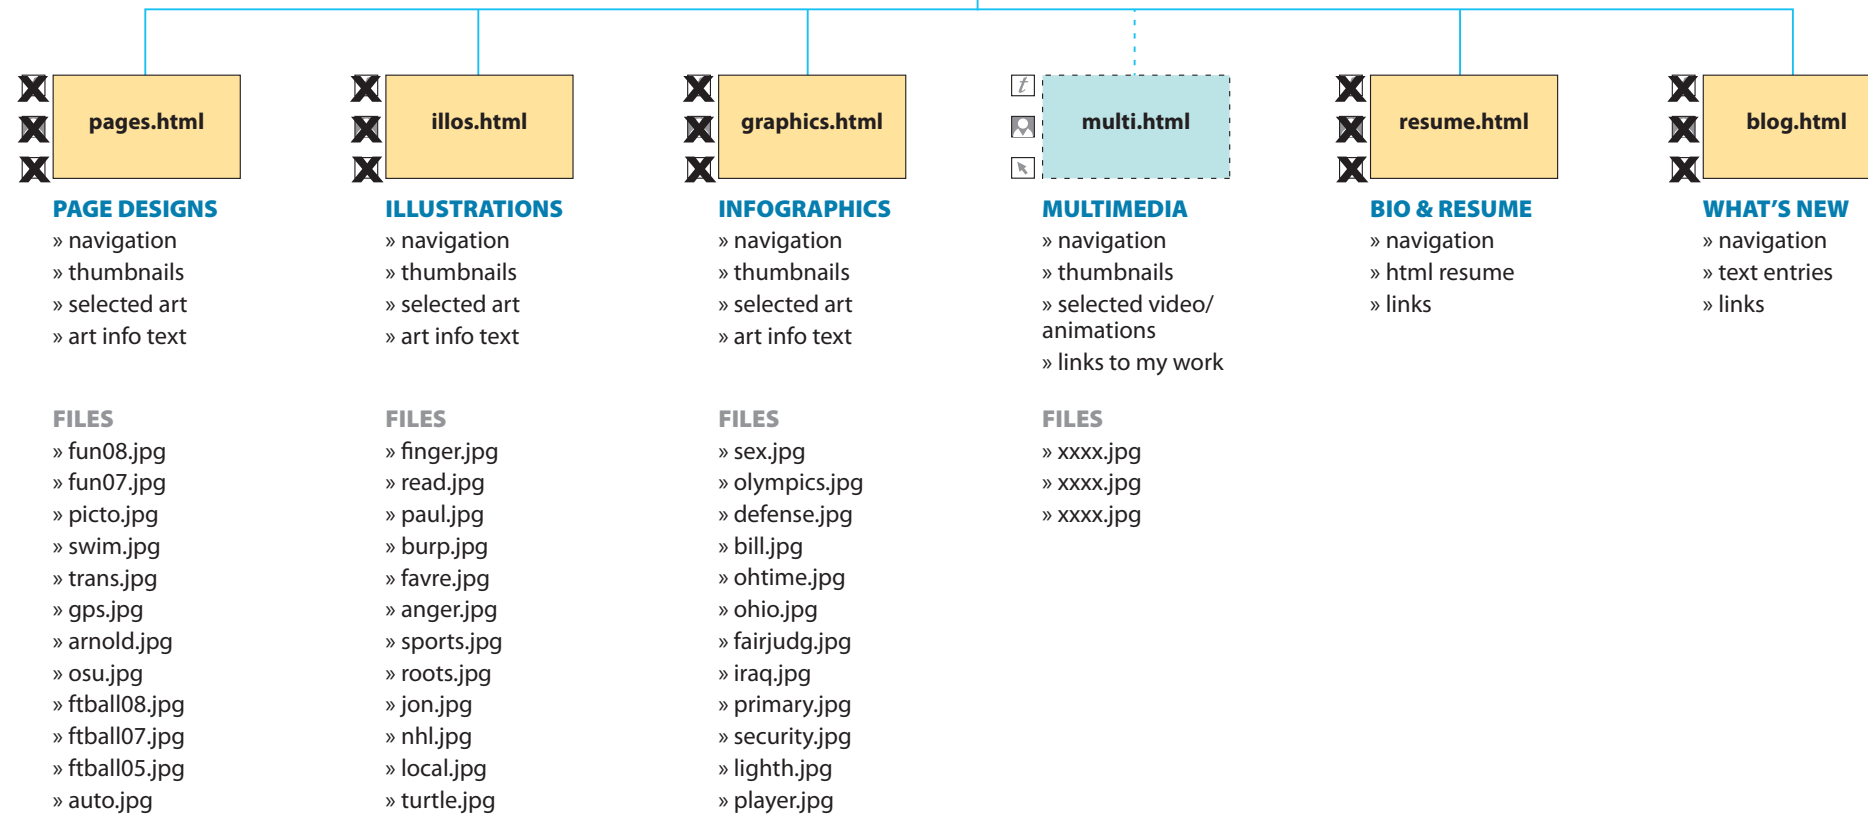 pages.html
PAGE DESIGNS
» navigation
» thumbnails
» selected art
» art info text
FILES
» fun08.jpg
» fun07.jpg
» picto.jpg
» swim.jpg
» trans.jpg
» gps.jpg
» arnold.jpg
» osu.jpg
» ftball08.jpg
» ftball07.jpg
» ftball05.jpg
» auto.jpg
illos.html
ILLUSTRATIONS
» navigation
» thumbnails
» selected art
» art info text
FILES
» finger.jpg
» read.jpg
» paul.jpg
» burp.jpg
» favre.jpg
» anger.jpg
» sports.jpg
» roots.jpg
» jon.jpg
» nhl.jpg
» local.jpg
» turtle.jpg
graphics.html
INFOGRAPHICS
» navigation
» thumbnails
» selected art
» art info text
FILES
» sex.jpg
» olympics.jpg
» defense.jpg
» bill.jpg
» ohtime.jpg
» ohio.jpg
» fairjudg.jpg
» iraq.jpg
» primary.jpg
» security.jpg
» lighth.jpg
» player.jpg
t
multi.html
MULTIMEDIA
» navigation
» thumbnails
» selected video/
animations
» links to my work
FILES
» xxxx.jpg
» xxxx.jpg
» xxxx.jpg
resume.html
BIO & RESUME
» navigation
» html resume
» links
blog.html
WHAT'S NEW
» navigation
» text entries
» links